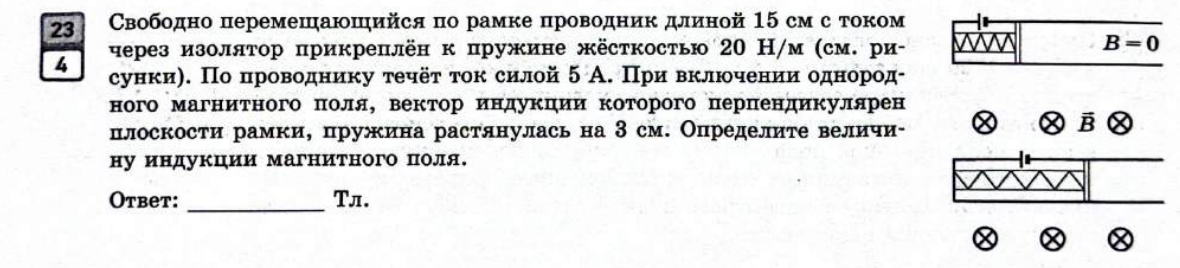 23
4
Свободно перемещающийся по рамке проводник длиной 15 см с током
через изолятор прикреплён к пружине жёсткостью 20 Н/м (см. ри-
сунки). По проводнику течёт ток силой 5 А. При включении однород-
ного магнитного поля, вектор индукции которого перпендикулярен
плоскости рамки, пружина растянулась на 3 см. Определите величи-
ну индукции магнитного поля.
Ответ: ____________ Тл.
B = 0
B⃗